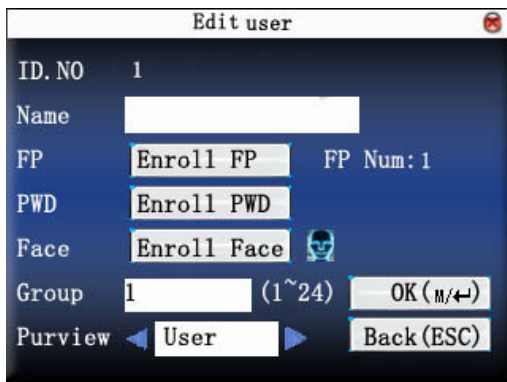 Edit user
ID.NO 1
Name
FP Enroll FP FP Num:1
PWD Enroll PWD
Face Enroll Face
Group 1 (1~24) OK(M/↵)
Purview User Back(ESC)